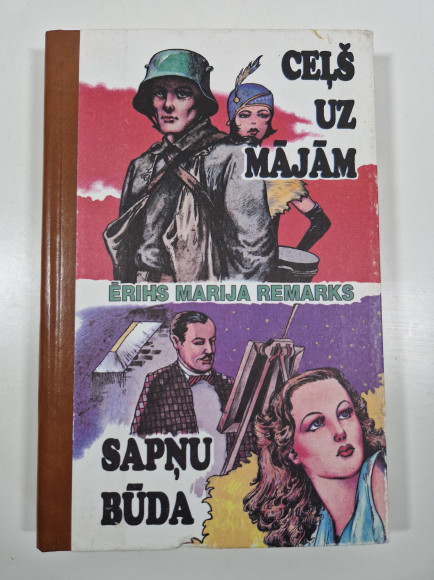 CEĻŠ
UZ
MĀJĀM
ĒRIHS MARIJA REMARKS
SAPŅU
BŪDA